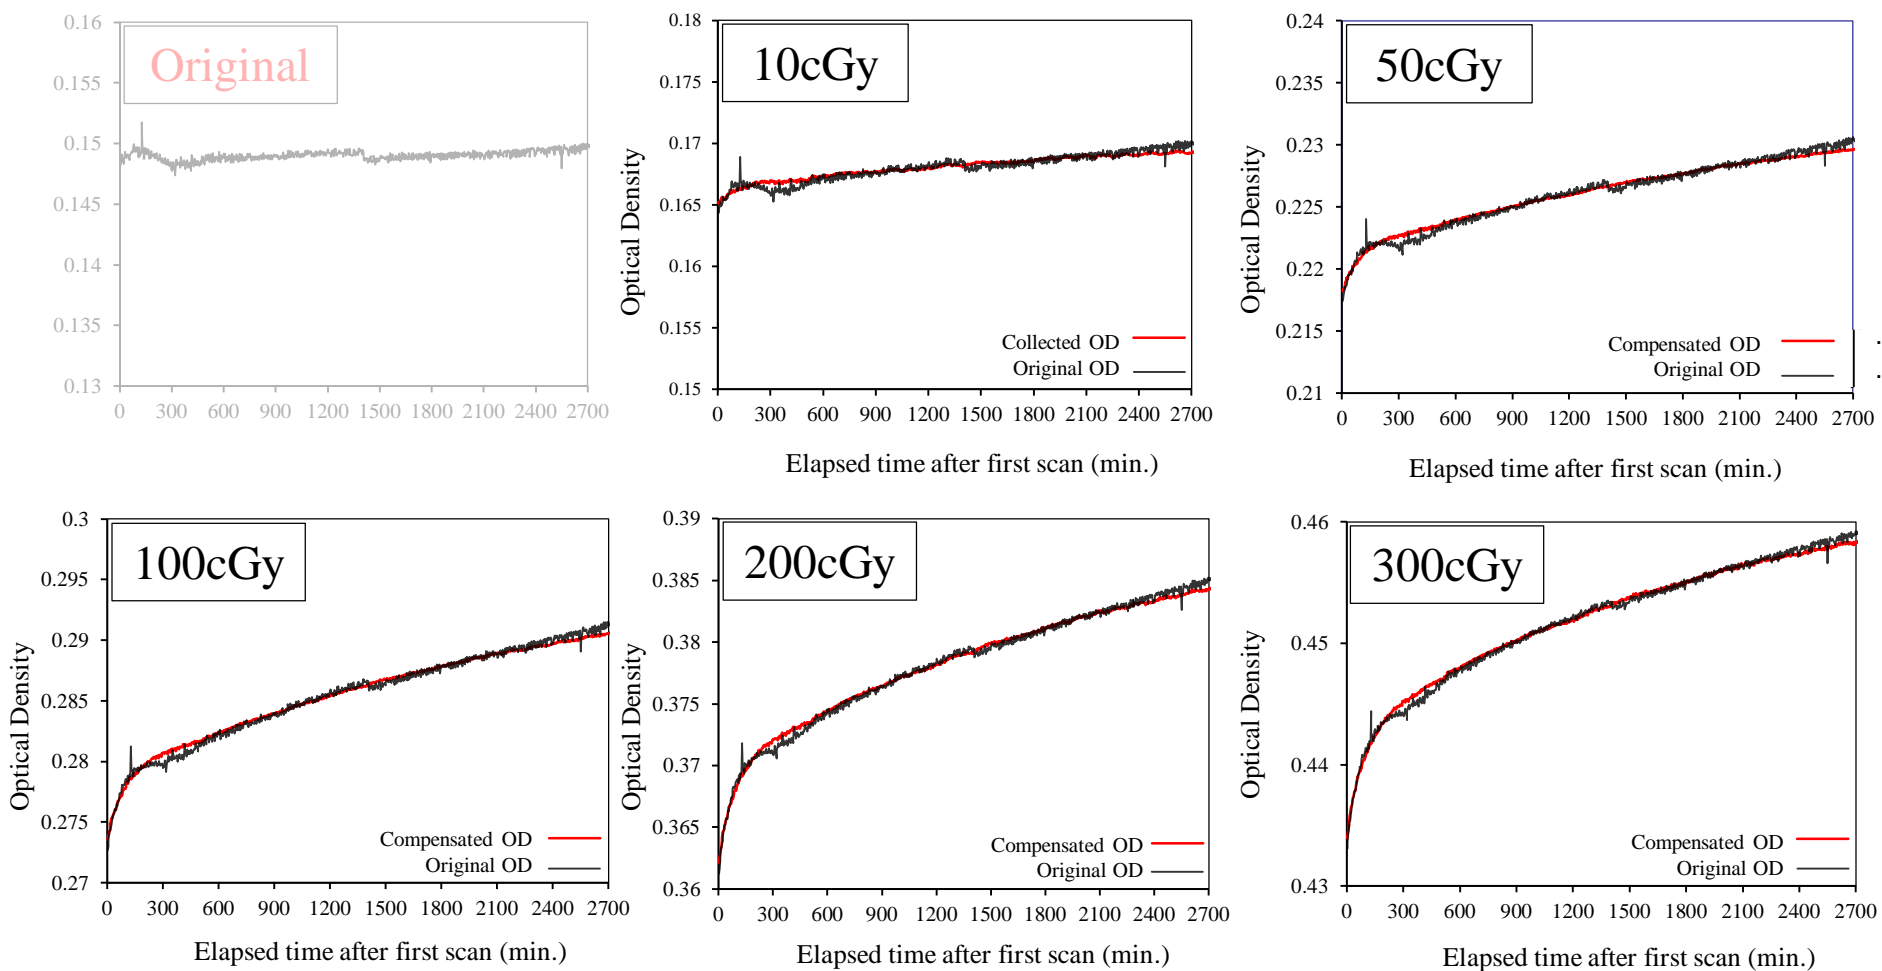 Original
0.16
0.155
0.15
0.145
0.14
0.135
0.13
0 300 600 900 1200 1500 1800 2100 2400 2700
10cGy
Optical Density
0.18
0.175
0.17
0.165
0.16
0.155
0.15
Collected OD
Original OD
0 300 600 900 1200 1500 1800 2100 2400 2700
Elapsed time after first scan (min.)
50cGy
Optical Density
0.24
0.235
0.23
0.225
0.22
0.215
0.21
Compensated OD
Original OD
.
.
0 300 600 900 1200 1500 1800 2100 2400 2700
Elapsed time after first scan (min.)
100cGy
Optical Density
0.3
0.295
0.29
0.285
0.28
0.275
0.27
Compensated OD
Original OD
0 300 600 900 1200 1500 1800 2100 2400 2700
Elapsed time after first scan (min.)
200cGy
Optical Density
0.39
0.385
0.38
0.375
0.37
0.365
0.36
Compensated OD
Original OD
0 300 600 900 1200 1500 1800 2100 2400 2700
Elapsed time after first scan (min.)
300cGy
Optical Density
0.46
0.45
0.44
0.43
Compensated OD
Original OD
0 300 600 900 1200 1500 1800 2100 2400 2700
Elapsed time after first scan (min.)